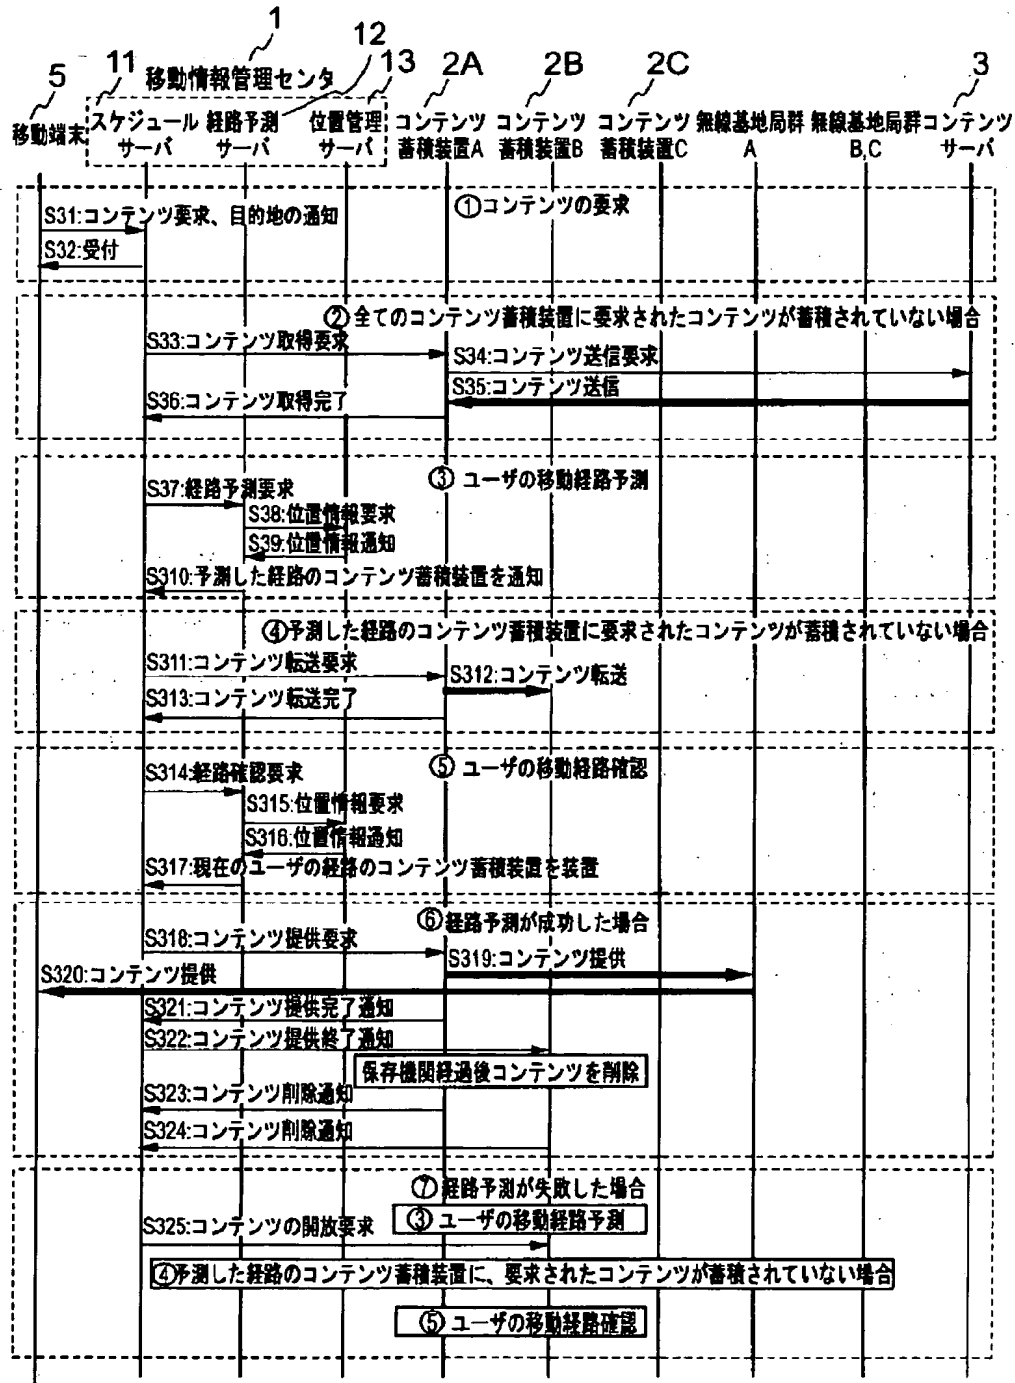 1
移動情報管理センタ
5
11
12
13
2A
2B
2C
3
移動端末
スケジュール
サーバ
経路予測
サーバ
位置管理
サーバ
コンテンツ
蓄積装置A
コンテンツ
蓄積装置B
コンテンツ
蓄積装置C
無線基地局群
A
無線基地局群
B,C
コンテンツ
サーバ
①コンテンツの要求
S31:コンテンツ要求、目的地の通知
S32:受付
②全てのコンテンツ蓄積装置に要求されたコンテンツが蓄積されていない場合
S33:コンテンツ取得要求
S34:コンテンツ送信要求
S35:コンテンツ送信
S36:コンテンツ取得完了
③ ユーザの移動経路予測
S37:経路予測要求
S38:位置情報要求
S39:位置情報通知
S310:予測した経路のコンテンツ蓄積装置を通知
④予測した経路のコンテンツ蓄積装置に要求されたコンテンツが蓄積されていない場合
S311:コンテンツ転送要求
S312:コンテンツ転送
S313:コンテンツ転送完了
⑤ ユーザの移動経路確認
S314:経路確認要求
S315:位置情報要求
S316:位置情報通知
S317:現在のユーザの経路のコンテンツ蓄積装置を装置
⑥経路予測が成功した場合
S318:コンテンツ提供要求
S319:コンテンツ提供
S320:コンテンツ提供
S321:コンテンツ提供完了通知
S322:コンテンツ提供終了通知
保存機関経過後コンテンツを削除
S323:コンテンツ削除通知
S324:コンテンツ削除通知
⑦経路予測が失敗した場合
③ ユーザの移動経路予測
S325:コンテンツの開放要求
④予測した経路のコンテンツ蓄積装置に、要求されたコンテンツが蓄積されていない場合
⑤ ユーザの移動経路確認